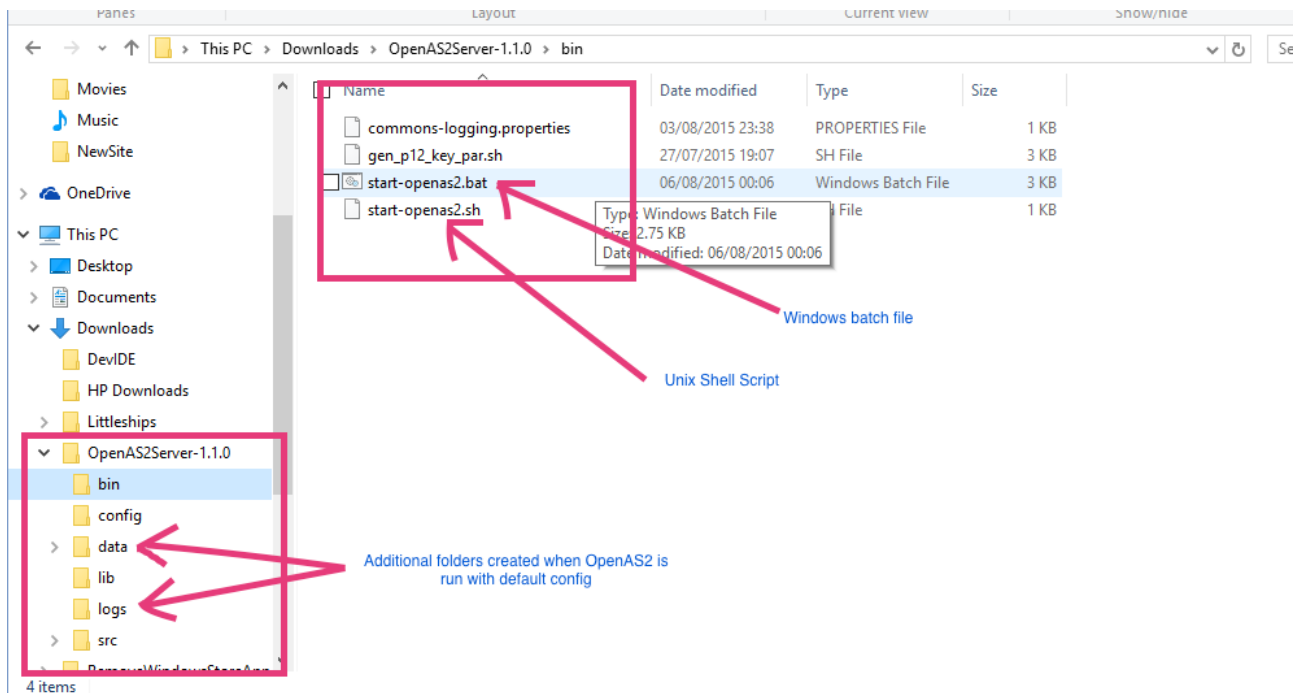 Panes Layout Current view Show/hide
This PC > Downloads > OpenAS2Server-1.1.0 > bin
Movies
Music
NewSite
OneDrive
This PC
Desktop
Documents
Downloads
DevIDE
HP Downloads
Littleships
OpenAS2Server-1.1.0
bin
config
data
lib
logs
src
4 items
Name Date modified Type Size
commons-logging.properties 03/08/2015 23:38 PROPERTIES File 1 KB
gen_p12_key_par.sh 27/07/2015 19:07 SH File 3 KB
start-openas2.bat 06/08/2015 00:06 Windows Batch File 3 KB
start-openas2.sh File 1 KB
Type: Windows Batch File
Size: 2.75 KB
Date modified: 06/08/2015 00:06
Windows batch file
Unix Shell Script
Additional folders created when OpenAS2 is
run with default config